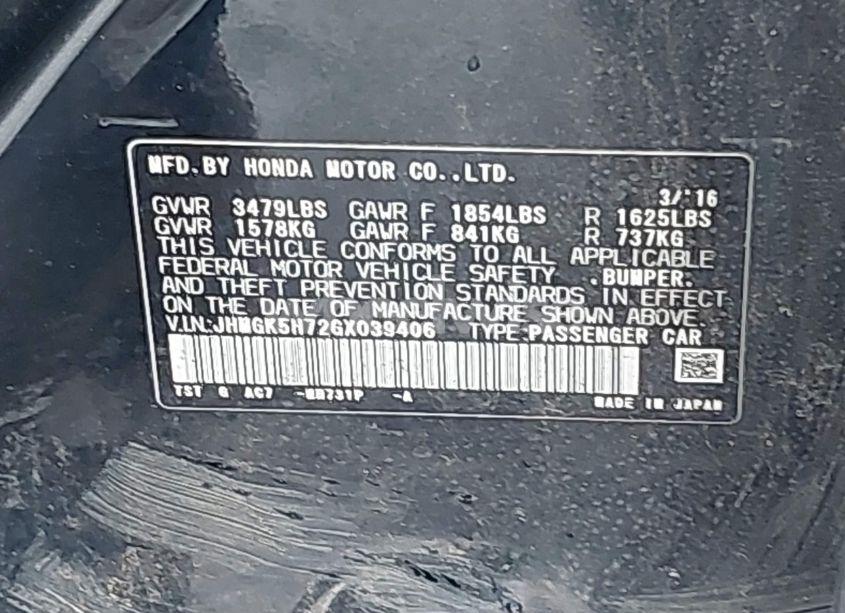 MFD. BY HONDA MOTOR CO.,LTD.
3/'16
GVWR 3479LBS GAWR F 1854LBS R 1625LBS
GVWR 1578KG GAWR F 841KG R 737KG
THIS VEHICLE CONFORMS TO ALL APPLICABLE
FEDERAL MOTOR VEHICLE SAFETY .BUMPER.
AND THEFT PREVENTION STANDARDS IN EFFECT
ON THE DATE OF MANUFACTURE SHOWN ABOVE.
V.I.N.:JHMGK5H72GX039406 TYPE:PASSENGER CAR
TST G AC7 -A
MADE IN JAPAN